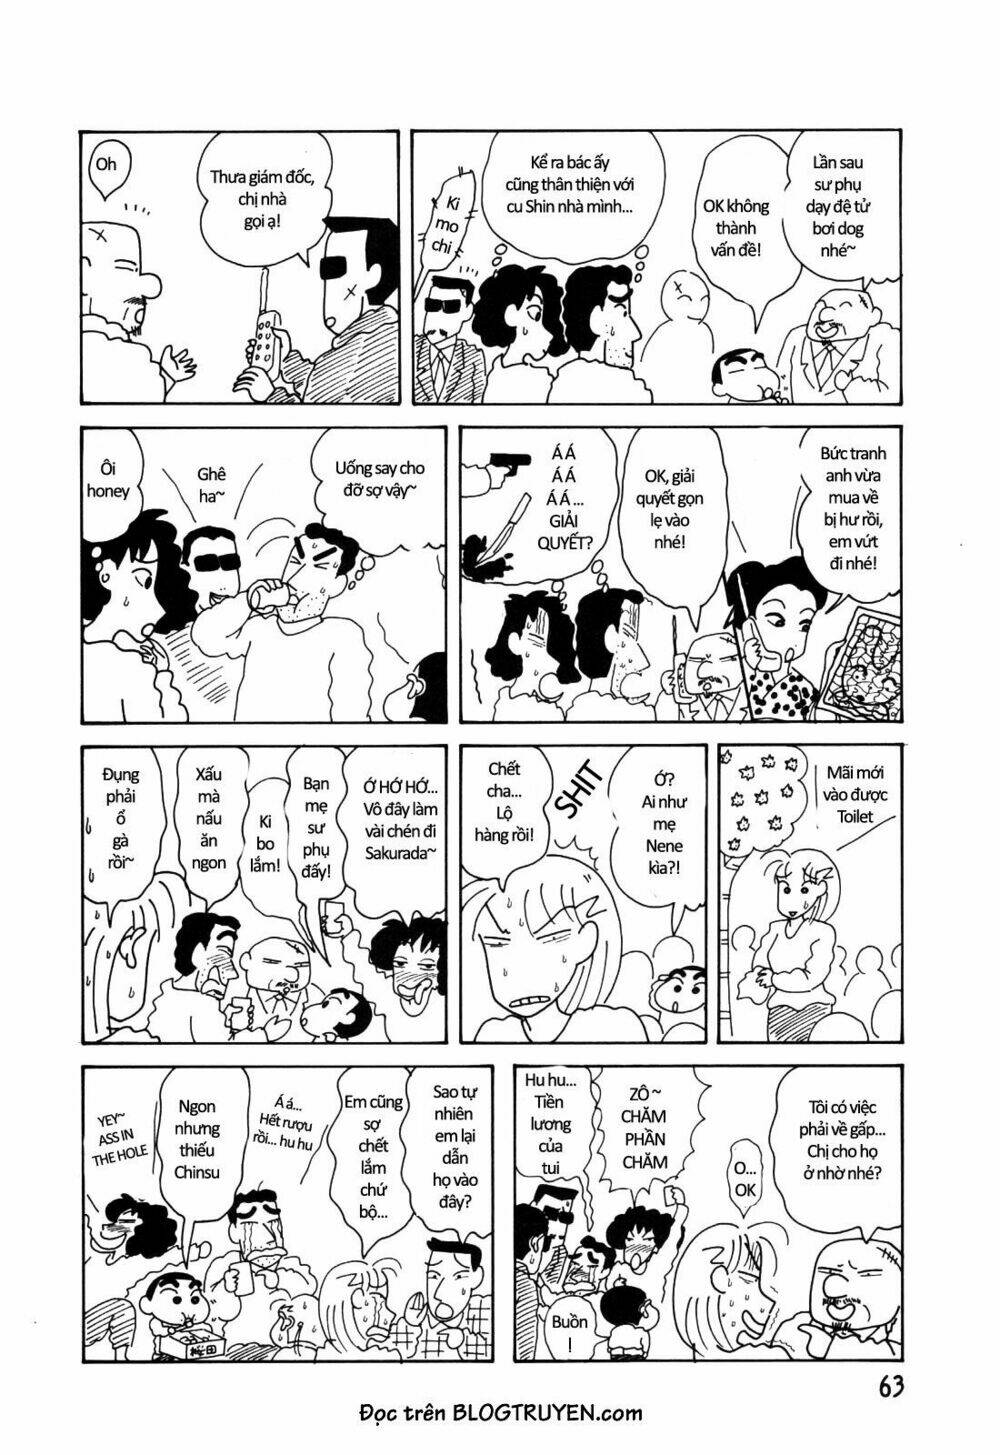 Lần sau
sư phụ
dạy đệ tử
bơi dog
nhé~
OK không
thành
vấn đề!
Kể ra bác ấy
cũng thân thiện với
cu Shin nhà mình...
Ki
mo
chi
Thưa giám đốc,
chị nhà
gọi ạ!
Oh
Bức tranh
anh vừa
mua về
bị hư rồi,
em vứt
đi nhé!
OK, giải
quyết gọn
lẹ vào
nhé!
Á Á
Á Á
Á Á ...
GIẢI
QUYẾT?
Uống say cho
đỡ sợ vậy~
Ghê
ha~
Ôi
honey
Mãi mới
vào được
Toilet
Ớ?
Ai như
mẹ
Nene
kìa?!
SHIT
Chết
cha...
Lộ
hàng rồi!
Ở HỚ HỚ...
Vô đây làm
vài chén đi
Sakurada~
Bạn
mẹ
sư
phụ
đấy!
Ki
bo
lắm!
Xấu
mà
nấu
ăn
ngon
Đụng
phải
ổ
gà
rồi~
Tôi có việc
phải về gấp...
Chị cho họ
ở nhờ nhé?
O...
OK
ZÔ ~
CHĂM
PHẦN
CHĂM
Hu hu...
Tiền
lương
của
tui
Buồn
!
Sao tự
nhiên
em lại
dẫn
họ vào
đây?
Em cũng
sợ
chết
lắm
chứ
bộ...
Á á...
Hết rượu
rồi... hu hu
Ngon
nhưng
thiếu
Chinsu
YEY~
ASS IN
THE HOLE
63
Đọc trên BLOGTRUYEN.com